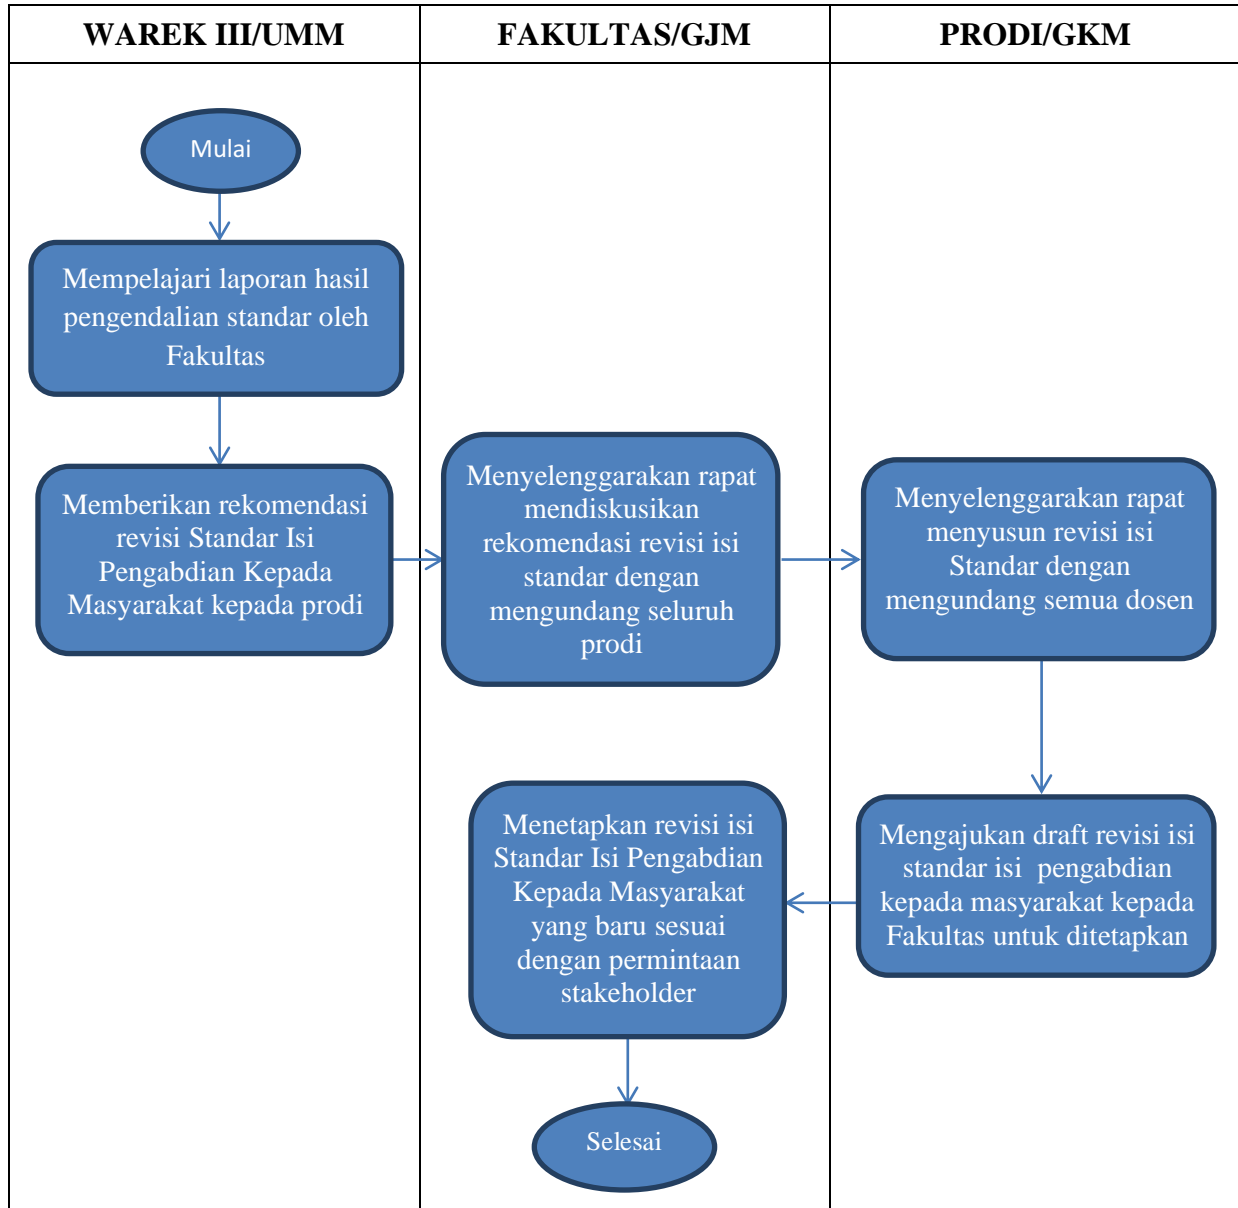 WAREK III/UMM
FAKULTAS/GJM
PRODI/GKM
Mulai
Mempelajari laporan hasil
pengendalian standar oleh
Fakultas
Memberikan rekomendasi
revisi Standar Isi
Pengabdian Kepada
Masyarakat kepada prodi
Menyelenggarakan rapat
mendiskusikan
rekomendasi revisi isi
standar dengan
mengundang seluruh
prodi
Menyelenggarakan rapat
menyusun revisi isi
Standar dengan
mengundang semua dosen
Mengajukan draft revisi isi
standar isi  pengabdian
kepada masyarakat kepada
Fakultas untuk ditetapkan
Menetapkan revisi isi
Standar Isi Pengabdian
Kepada Masyarakat
yang baru sesuai
dengan permintaan
stakeholder
Selesai